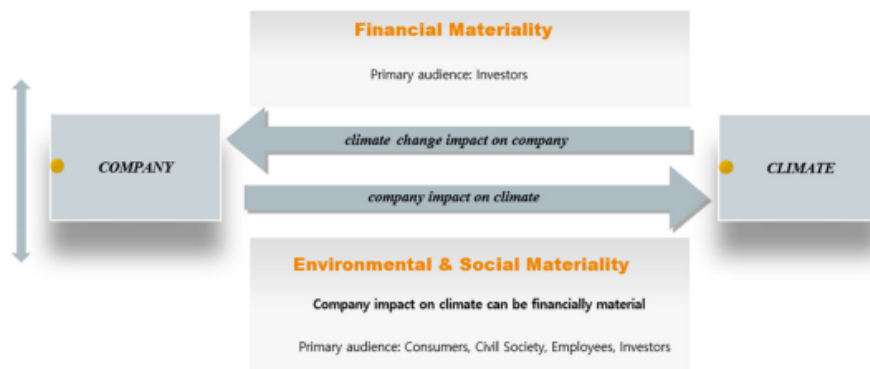 Financial Materiality
Primary audience: Investors
climate change impact on company
COMPANY
CLIMATE
company impact on climate
Environmental & Social Materiality
Company impact on climate can be financially material
Primary audience: Consumers, Civil Society, Employees, Investors